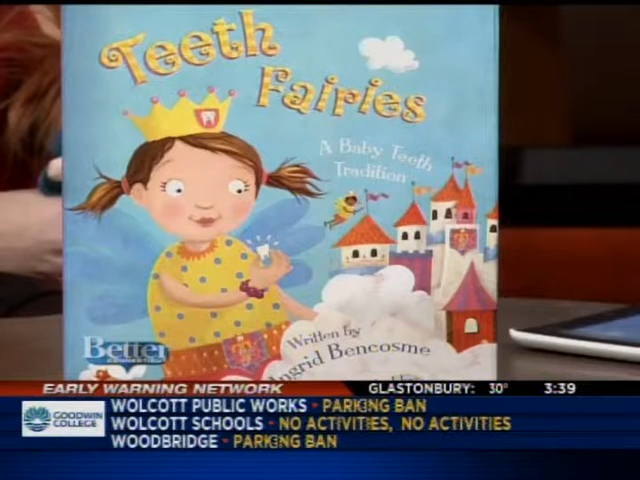 Teeth
Fairies
A Baby Teeth
Tradition
Written by
Ingrid Bencosme
Better
CONNECTICUT
EARLY WARNING NETWORK GLASTONBURY: 30° 3:39
GOODWIN
COLLEGE
WOLCOTT PUBLIC WORKS - PARKING BAN
WOLCOTT SCHOOLS - NO ACTIVITIES, NO ACTIVITIES
WOODBRIDGE - PARKING BAN